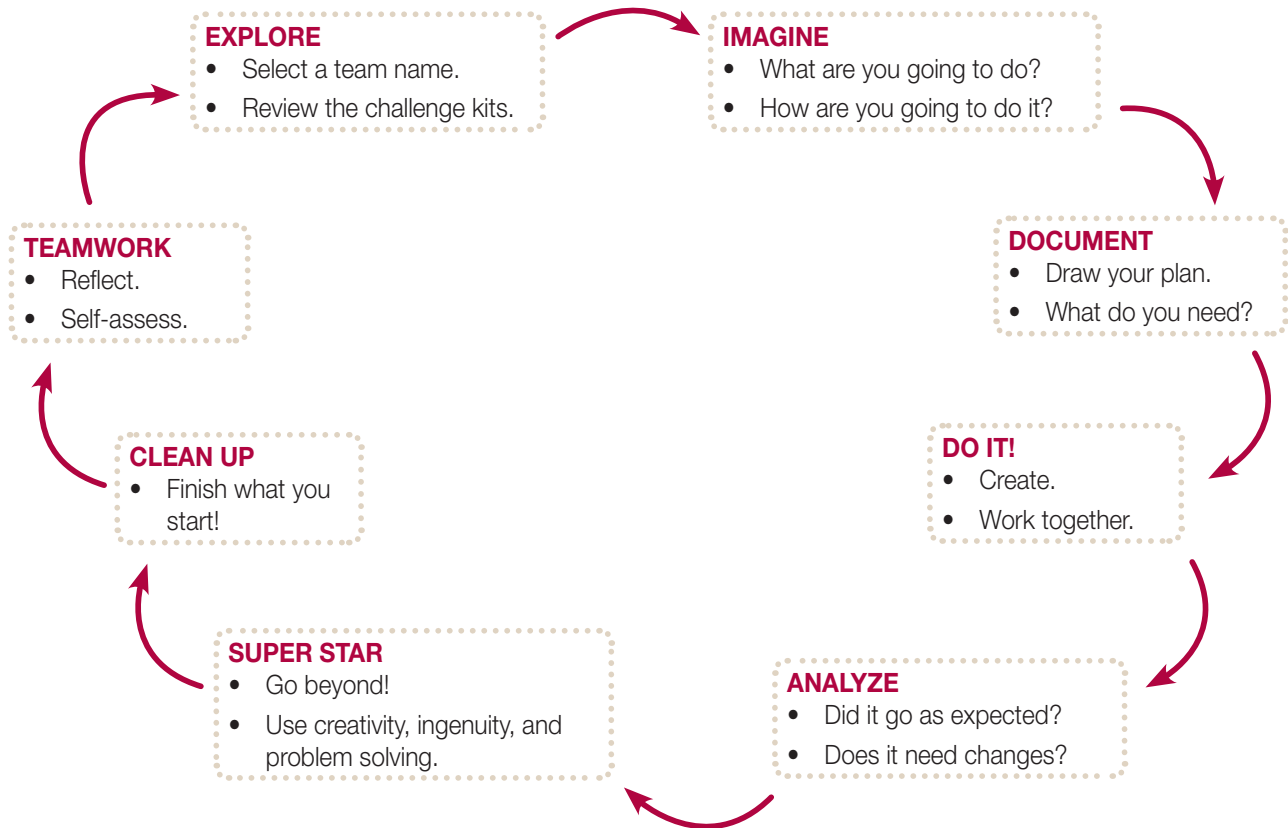 EXPLORE
• Select a team name.
• Review the challenge kits.
IMAGINE
• What are you going to do?
• How are you going to do it?
DOCUMENT
• Draw your plan.
• What do you need?
DO IT!
• Create.
• Work together.
ANALYZE
• Did it go as expected?
• Does it need changes?
SUPER STAR
• Go beyond!
• Use creativity, ingenuity, and
problem solving.
CLEAN UP
• Finish what you
start!
TEAMWORK
• Reflect.
• Self-assess.